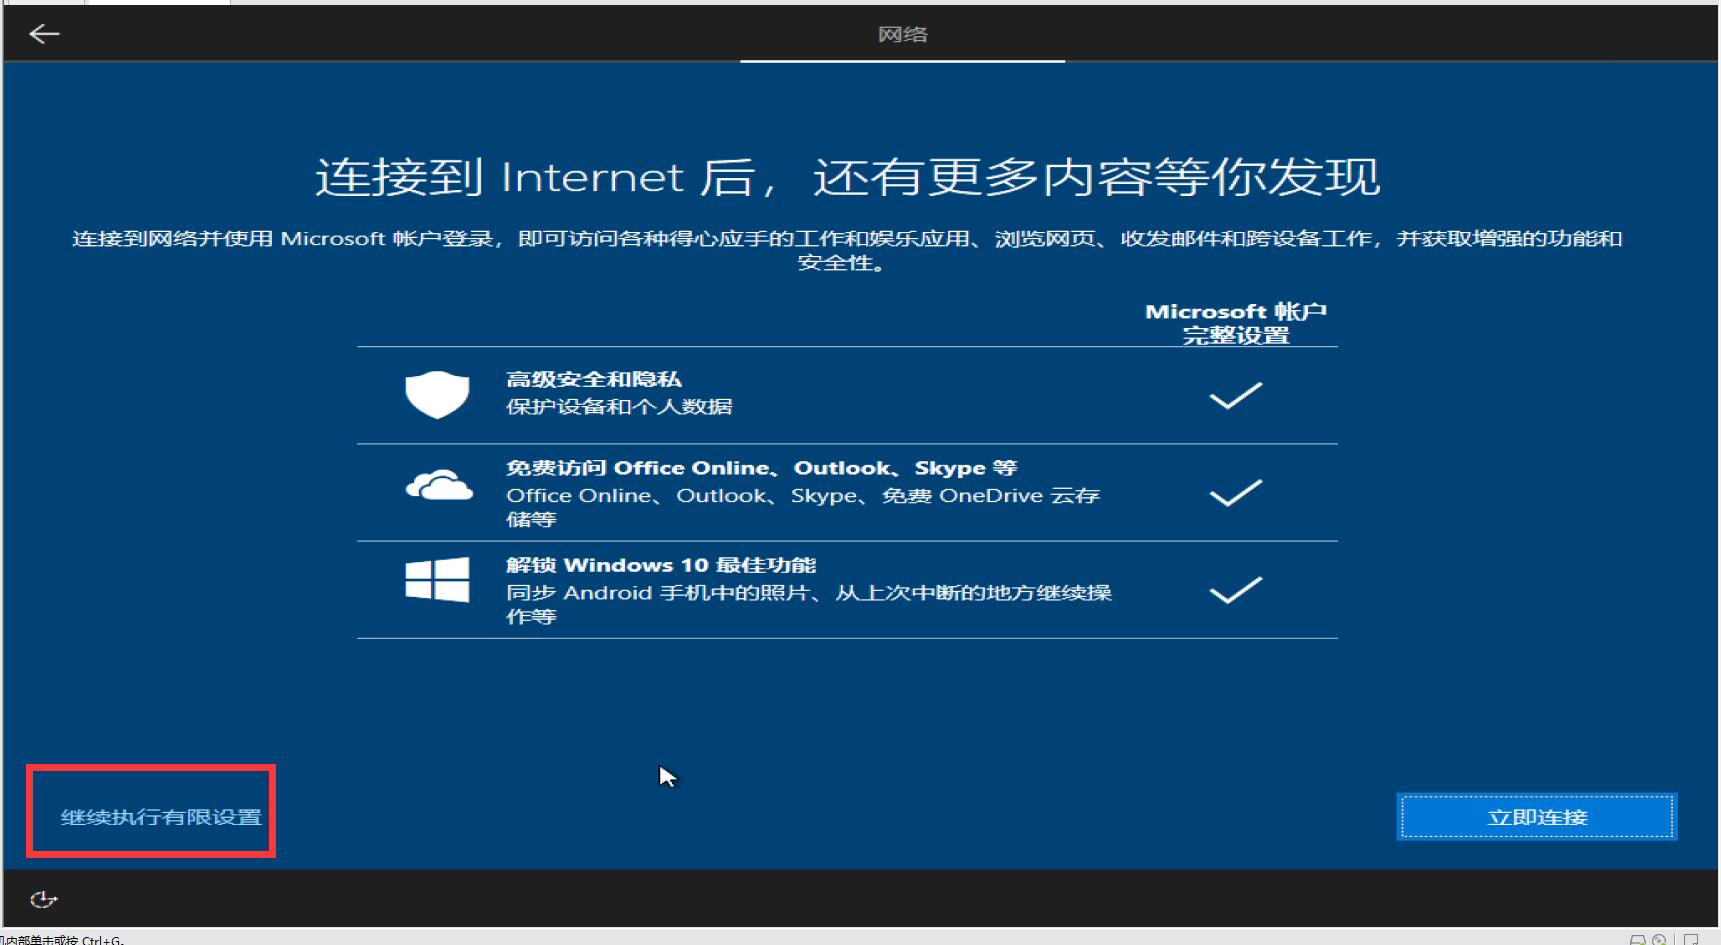 网络
连接到 Internet 后，还有更多内容等你发现
连接到网络并使用 Microsoft 帐户登录，即可访问各种得心应手的工作和娱乐应用、浏览网页、收发邮件和跨设备工作，并获取增强的功能和
安全性。
Microsoft 帐户
完整设置
高级安全和隐私
保护设备和个人数据
免费访问 Office Online、Outlook、Skype 等
Office Online、Outlook、Skype、免费 OneDrive 云存
储等
解锁 Windows 10 最佳功能
同步 Android 手机中的照片、从上次中断的地方继续操
作等
继续执行有限设置
立即连接
机内部单击或按 Ctrl+G。